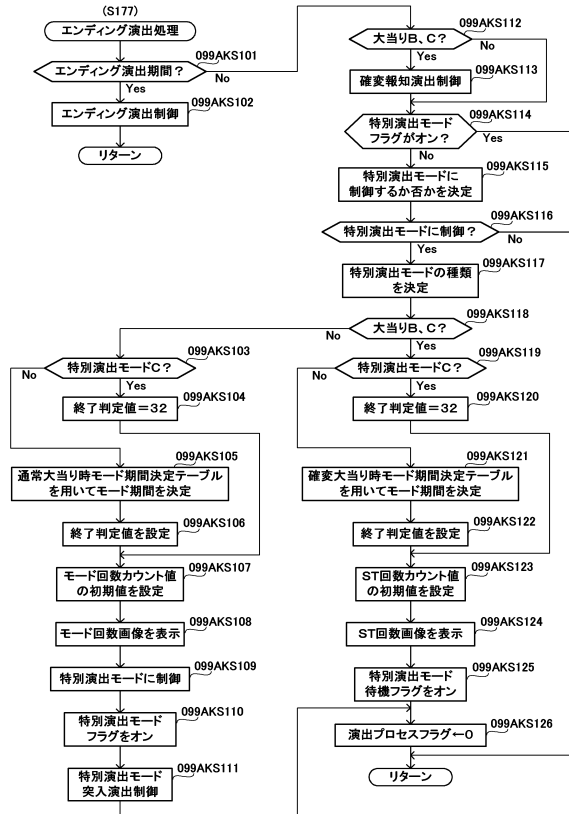 (S177)
エンディング演出処理
099AKS101
エンディング演出期間？
No
Yes
099AKS102
エンディング演出制御
リターン
099AKS112
大当りB、C？
No
Yes
099AKS113
確変報知演出制御
099AKS114
特別演出モード
フラグがオン？
Yes
No
099AKS115
特別演出モードに
制御するか否かを決定
099AKS116
特別演出モードに制御？
No
Yes
099AKS117
特別演出モードの種類
を決定
099AKS118
大当りB、C？
No
Yes
099AKS103
特別演出モードC？
No
Yes
099AKS104
終了判定値＝32
099AKS105
通常大当り時モード期間決定テーブル
を用いてモード期間を決定
099AKS106
終了判定値を設定
099AKS107
モード回数カウント値
の初期値を設定
099AKS108
モード回数画像を表示
099AKS109
特別演出モードに制御
099AKS110
特別演出モード
フラグをオン
099AKS111
特別演出モード
突入演出制御
099AKS119
特別演出モードC？
No
Yes
099AKS120
終了判定値＝32
099AKS121
確変大当り時モード期間決定テーブル
を用いてモード期間を決定
099AKS122
終了判定値を設定
099AKS123
ST回数カウント値
の初期値を設定
099AKS124
ST回数画像を表示
099AKS125
特別演出モード
待機フラグをオン
099AKS126
演出プロセスフラグ←0
リターン